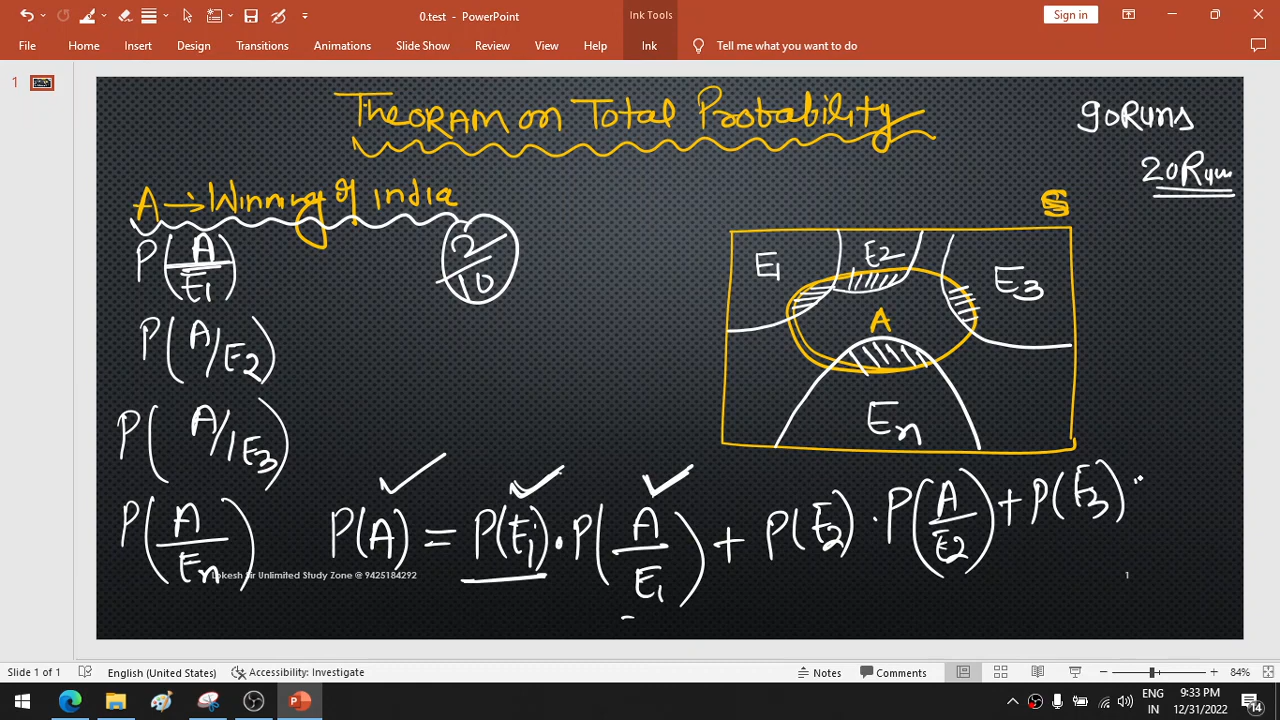 0.test - PowerPoint
Ink Tools
Sign in
File Home Insert Design Transitions Animations Slide Show Review View Help Ink Tell me what you want to do
1
TheoRAM on Total Probability
90Runs
20Run
A → Winning of india
S
P(A/E1)
2/10
E1 E2 E3
A
P(A/E2)
En
P(A/E3)
P(A/En)
P(A) = P(E1) · P(A/E1) + P(E2) · P(A/E2) + P(E3) ·
Lokesh Sir Unlimited Study Zone @ 9425184292
1
Slide 1 of 1 English (United States) Accessibility: Investigate Notes Comments 84%
ENG 9:33 PM
IN 12/31/2022 14